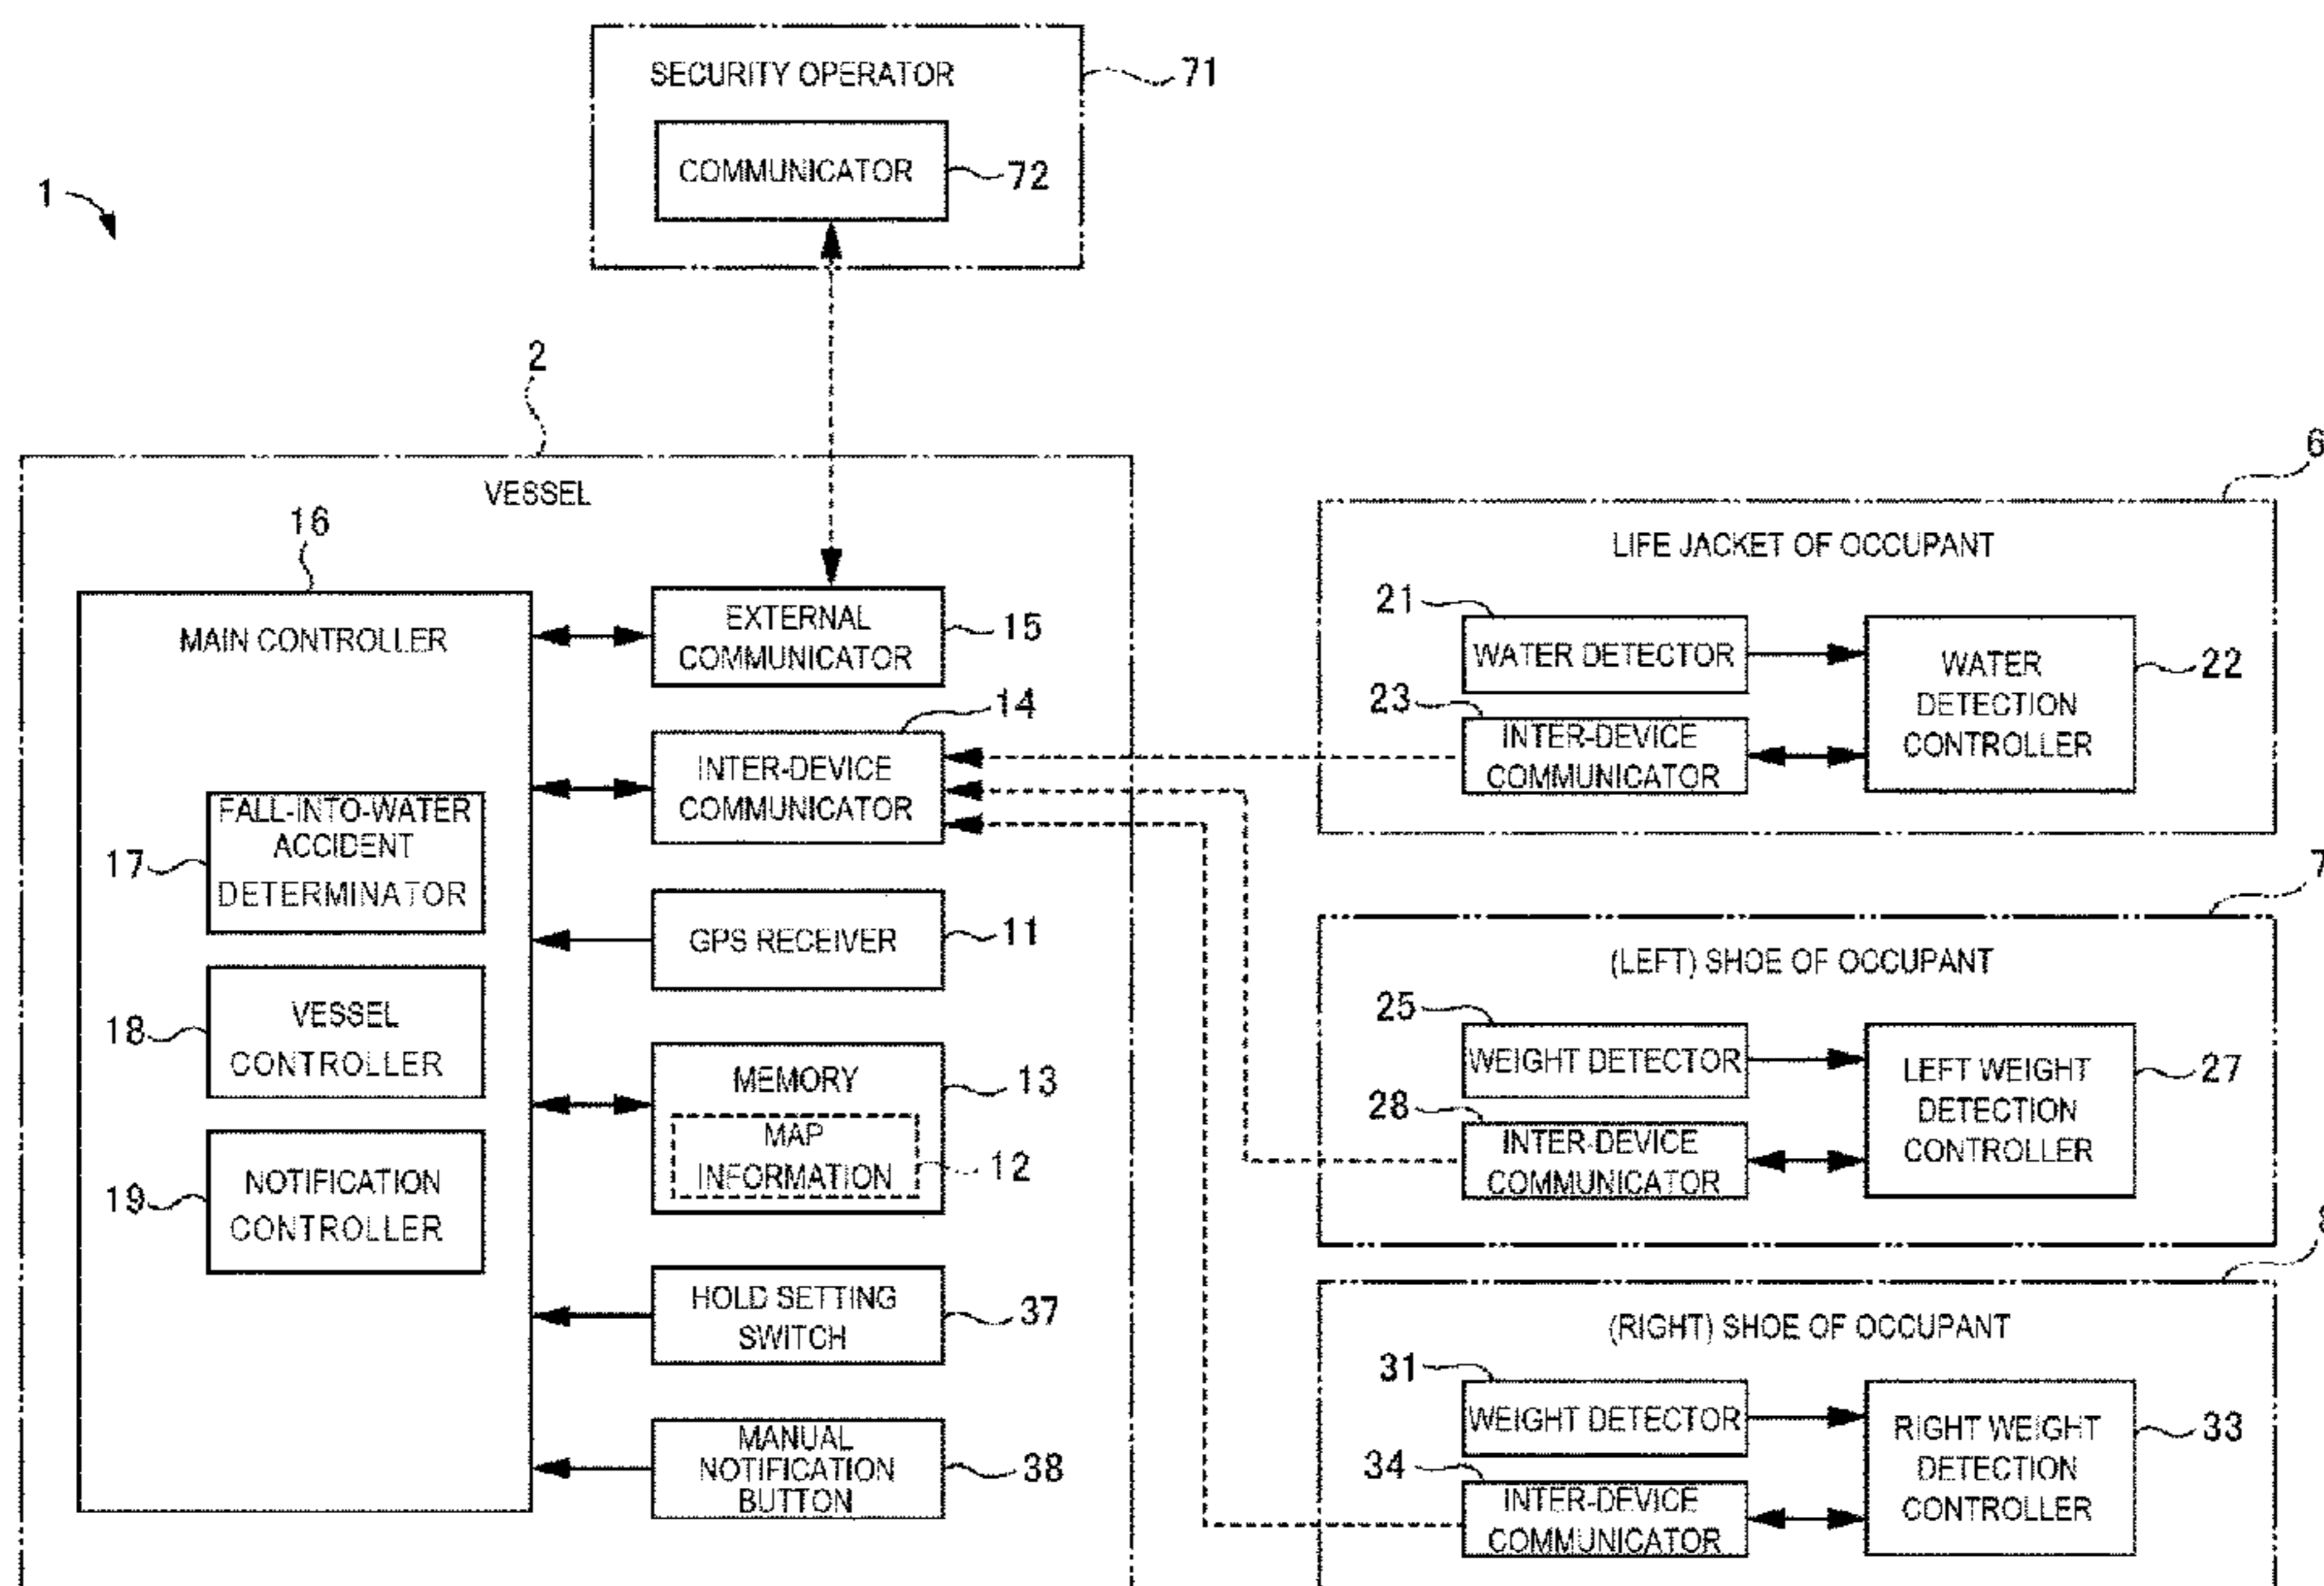 SECURITY OPERATOR
71
COMMUNICATOR
72
1
2
VESSEL
16
MAIN CONTROLLER
EXTERNAL
COMMUNICATOR
15
14
INTER-DEVICE
COMMUNICATOR
FALL-INTO-WATER
ACCIDENT
DETERMINATOR
17
GPS RECEIVER
11
VESSEL
CONTROLLER
18
MEMORY
13
MAP
INFORMATION
12
NOTIFICATION
CONTROLLER
19
HOLD SETTING
SWITCH
37
MANUAL
NOTIFICATION
BUTTON
38
6
LIFE JACKET OF OCCUPANT
21
WATER DETECTOR
WATER
DETECTION
CONTROLLER
22
23
INTER-DEVICE
COMMUNICATOR
7
(LEFT) SHOE OF OCCUPANT
25
WEIGHT DETECTOR
LEFT WEIGHT
DETECTION
CONTROLLER
27
28
INTER-DEVICE
COMMUNICATOR
(RIGHT) SHOE OF OCCUPANT
31
WEIGHT DETECTOR
RIGHT WEIGHT
DETECTION
CONTROLLER
33
34
INTER-DEVICE
COMMUNICATOR